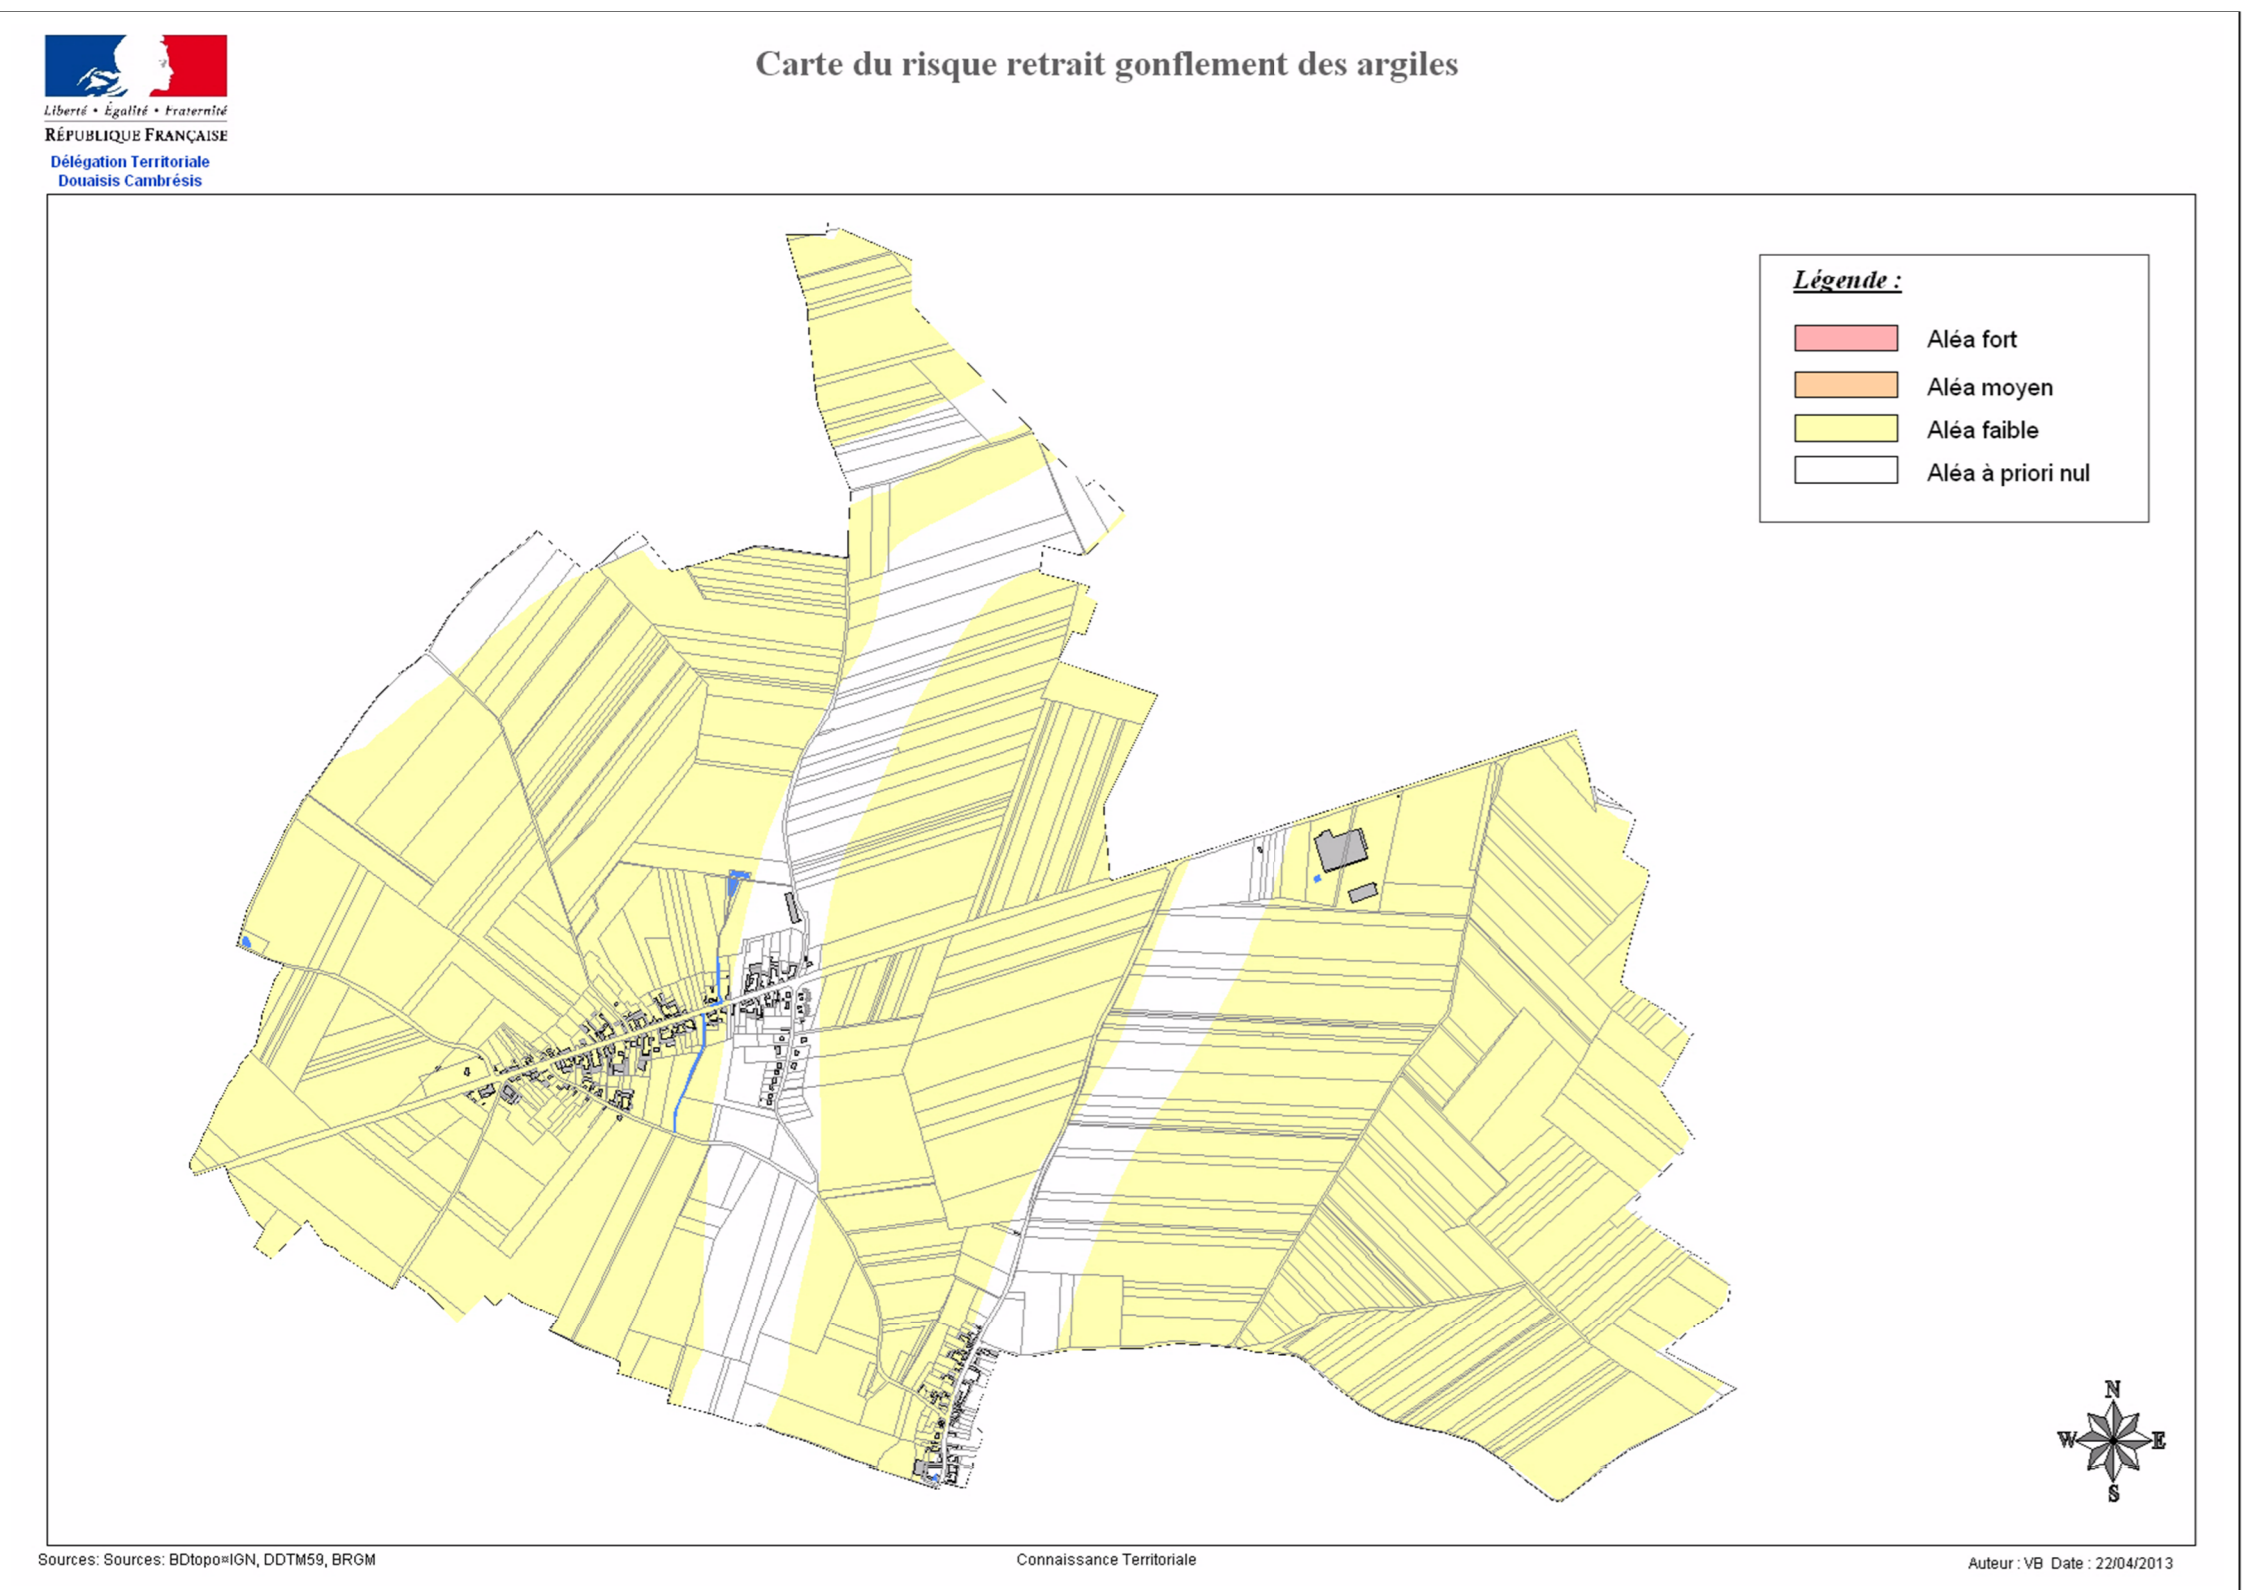 Carte du risque retrait gonflement des argiles
Liberté • Égalité • Fraternité
RÉPUBLIQUE FRANÇAISE
Délégation Territoriale
Douaisis Cambrésis
Légende :
Aléa fort
Aléa moyen
Aléa faible
Aléa à priori nul
N
W
E
S
Sources: Sources: BDtopo¤IGN, DDTM59, BRGM
Connaissance Territoriale
Auteur : VB Date : 22/04/2013